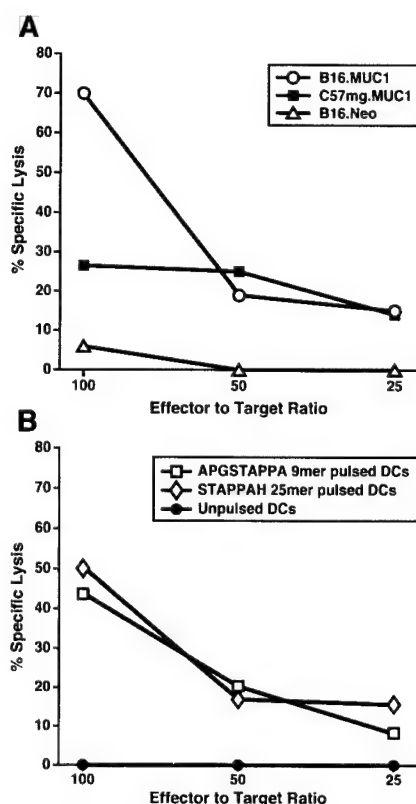 A
80
70
60
50
40
30
20
10
0
% Specific Lysis
B16.MUC1
C57mg.MUC1
B16.Neo
100 50 25
Effector to Target Ratio
B
80
70
60
50
40
30
20
10
0
% Specific Lysis
APGSTAPPA 9mer pulsed DCs
STAPPAH 25mer pulsed DCs
Unpulsed DCs
100 50 25
Effector to Target Ratio